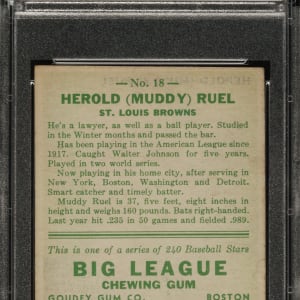 No. 18
HEROLD (MUDDY) RUEL
ST. LOUIS BROWNS
He's a lawyer, as well as a ball player. Studied
in the Winter months and passed the bar.
Has been playing in the American League since
1917. Caught Walter Johnson for five years.
Played in two world series.
Now playing in his home city, after serving in
New York, Boston, Washington and Detroit.
Smart catcher and timely batter.
Muddy Ruel is 37, five feet, eight inches in
height and weighs 160 pounds. Bats right-handed.
Last year hit .235 in 50 games and fielded .989.
This is one of a series of 240 Baseball Stars
BIG LEAGUE
CHEWING GUM
GOUDEY GUM CO. BOSTON